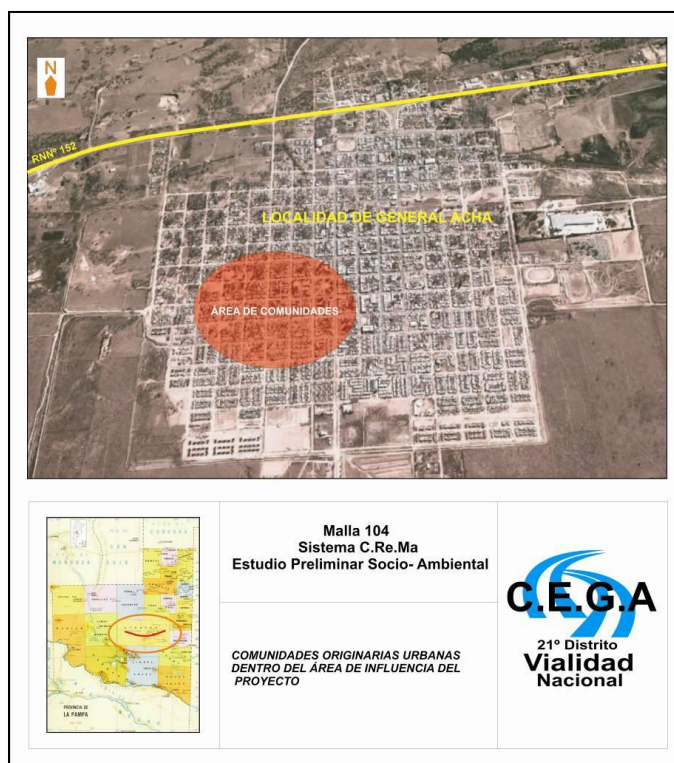 N
RNNº 152
LOCALIDAD DE GENERAL ACHA
ÁREA DE COMUNIDADES
Malla 104
Sistema C.Re.Ma
Estudio Preliminar Socio- Ambiental
COMUNIDADES ORIGINARIAS URBANAS
DENTRO DEL ÁREA DE INFLUENCIA DEL
PROYECTO
C.E.G.A
21º Distrito
Vialidad
Nacional
PROVINCIA DE
LA PAMPA